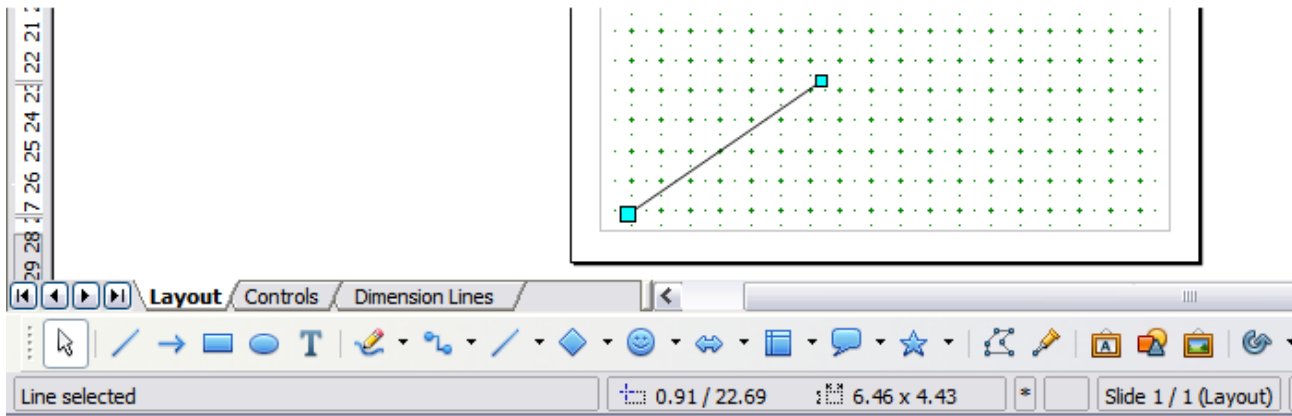 21
22
23
24
25
26
28
29
Layout Controls Dimension Lines
T A
Line selected 0.91 / 22.69 6.46 x 4.43 * Slide 1 / 1 (Layout)